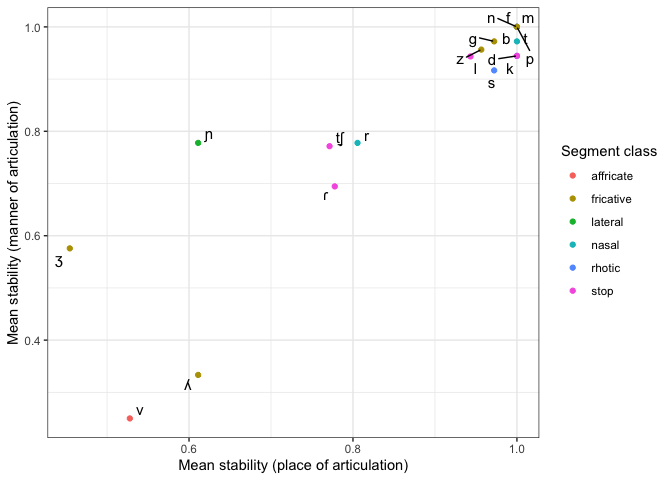 n f m
g b t
z d p
l k
s
ɲ tʃ r
ɾ
ʒ
ʎ
v
1.0
0.8
0.6
0.4
0.6 0.8 1.0
Mean stability (place of articulation)
Mean stability (manner of articulation)
Segment class
affricate
fricative
lateral
nasal
rhotic
stop